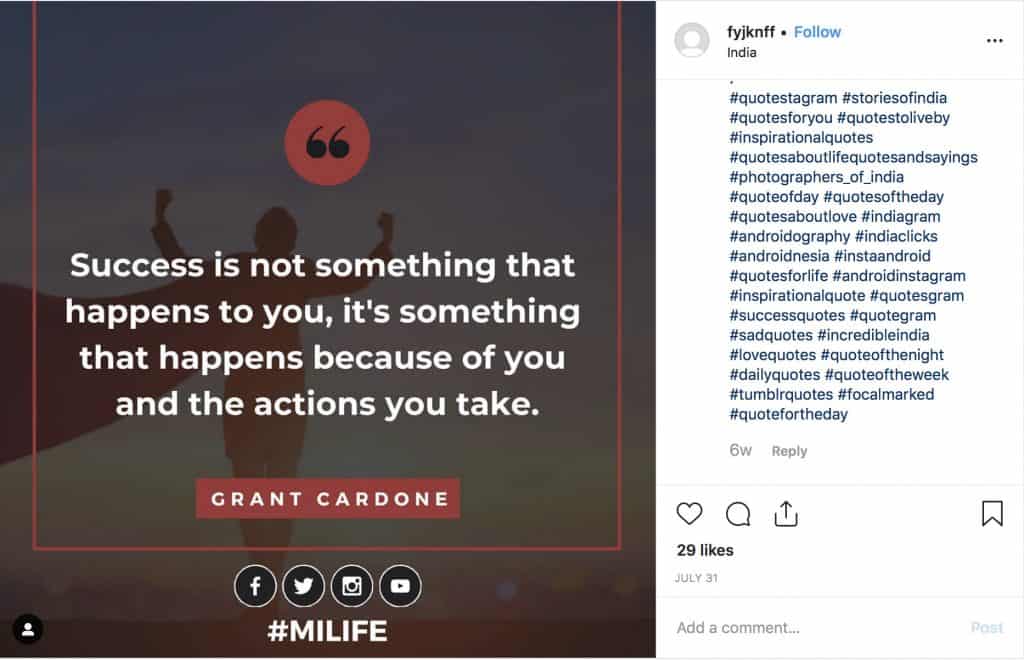 Success is not something that
happens to you, it's something
that happens because of you
and the actions you take.
GRANT CARDONE
#MILIFE
fyjknff • Follow
India
#quotestagram #storiesofindia
#quotesforyou #quotestoliveby
#inspirationalquotes
#quotesaboutlifequotesandsayings
#photographers_of_india
#quoteofday #quotesoftheday
#quotesaboutlove #indiagram
#androidography #indiaclicks
#androidnesia #instaandroid
#quotesforlife #androidinstagram
#inspirationalquote #quotesgram
#successquotes #quotegram
#sadquotes #incredibleindia
#lovequotes #quoteofthenight
#dailyquotes #quoteoftheweek
#tumblrquotes #focalmarked
#quotefortheday
6w Reply
29 likes
JULY 31
Add a comment... Post